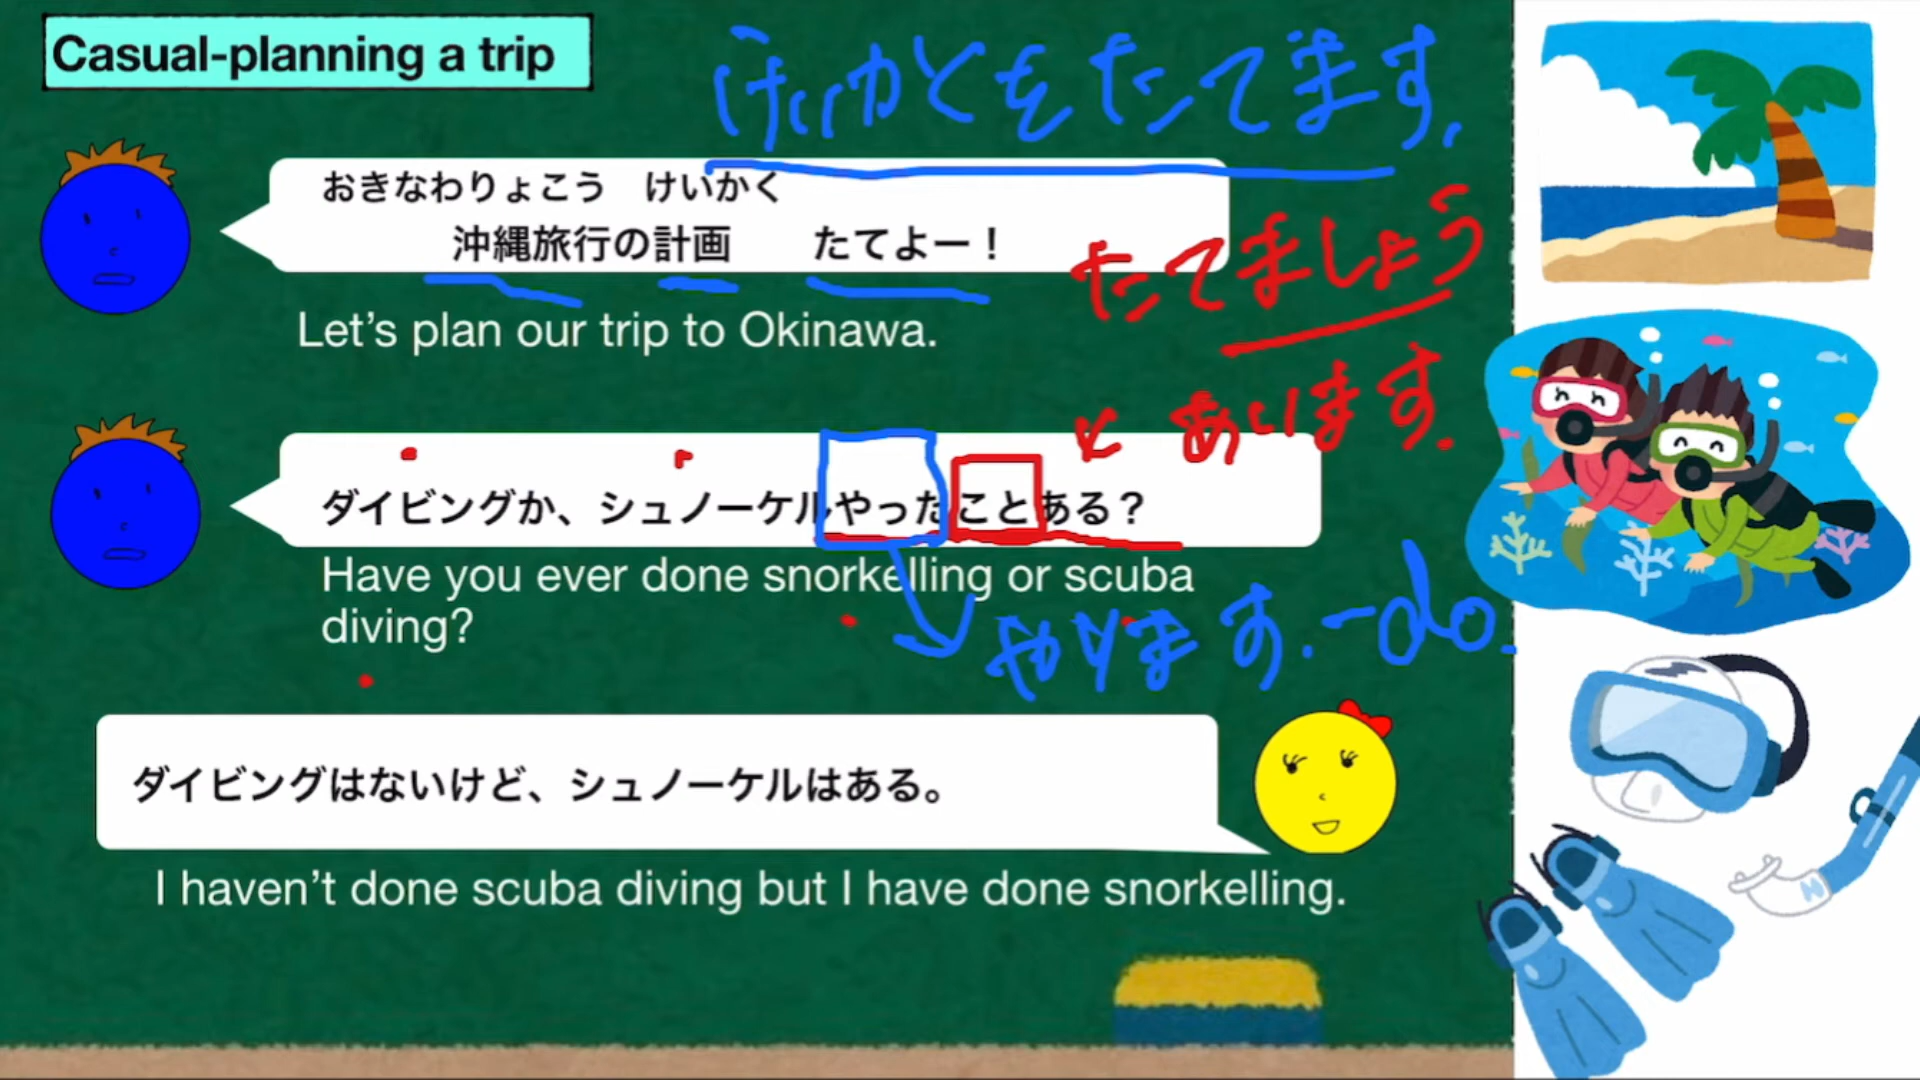 Casual-planning a trip
けいかくをたてます.
おきなわりょこう　けいかく
沖縄旅行の計画　たてよー！
たてましょう
Let's plan our trip to Okinawa.
あります.
ダイビングか、シュノーケルやったことある？
Have you ever done snorkelling or scuba
diving?
やります. -do.
ダイビングはないけど、シュノーケルはある。
I haven't done scuba diving but I have done snorkelling.